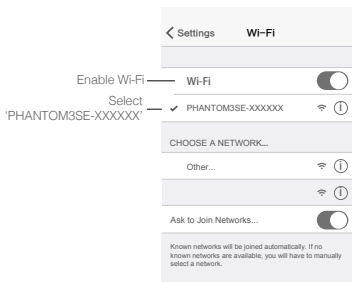 Settings Wi-Fi
Enable Wi-Fi
Wi-Fi
Select
'PHANTOM3SE-XXXXXX'
PHANTOM3SE-XXXXXX
CHOOSE A NETWORK...
Other...
Ask to Join Networks...
Known networks will be joined automatically. If no
known networks are available, you will have to manually
select a network.